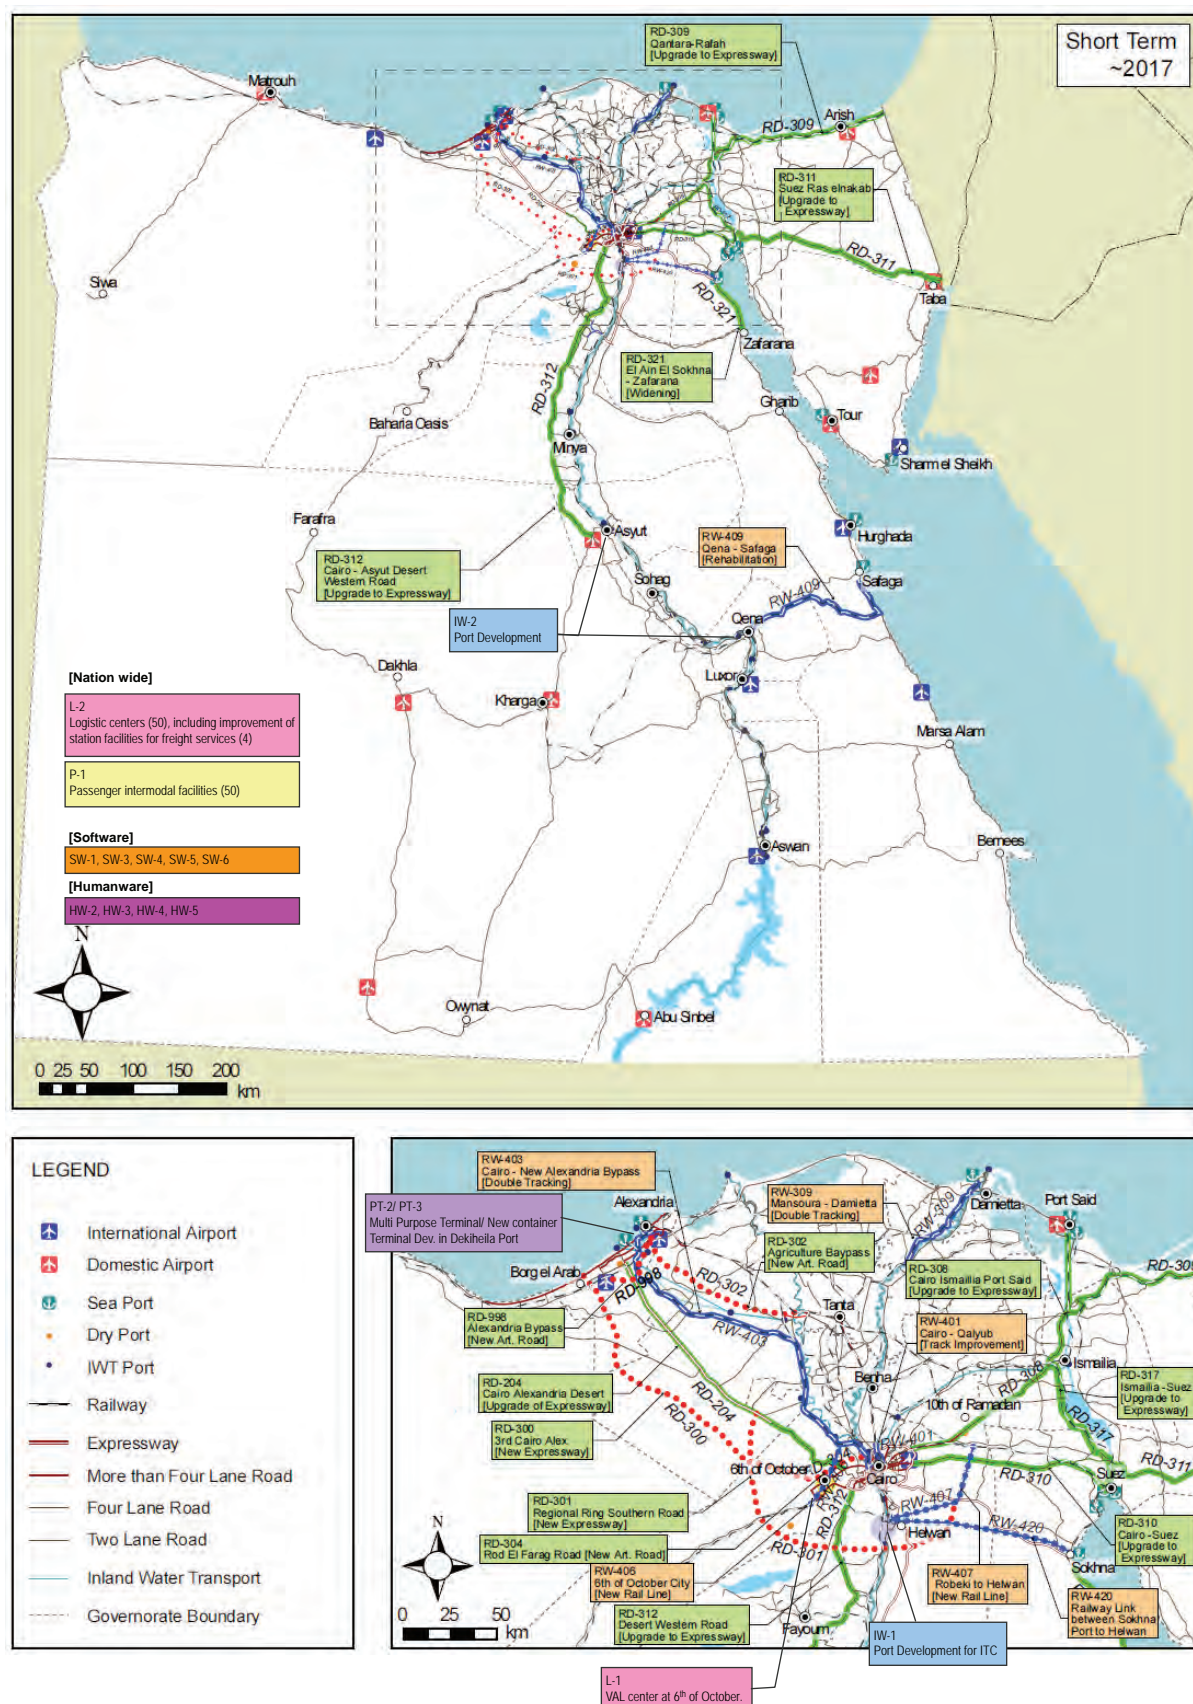 Short Term
~2017
RD-309
Qantara-Rafah
[Upgrade to Expressway]
Matrouh
Arish
RD-309
RD-311
Suez Ras elnakab
[Upgrade to
Expressway]
RD-311
Siwa
Taba
RD-321
Zafarana
RD-321
El Ain El Sokhna
- Zafarana
[Widening]
RD-312
Baharia Oasis
Gharib
Tour
Minya
Sharm el Sheikh
Farafra
Asyut
RW-409
Qena - Safaga
[Rehabilitation]
Hurghada
RD-312
Cairo - Asyut Desert
Western Road
[Upgrade to Expressway]
Safaga
Sohag
RW-409
IW-2
Port Development
Qena
Dakhla
Luxor
[Nation wide]
L-2
Logistic centers (50), including improvement of
station facilities for freight services (4)
Kharga
Marsa Alam
P-1
Passenger intermodal facilities (50)
[Software]
SW-1, SW-3, SW-4, SW-5, SW-6
Aswan
Bernees
[Humanware]
HW-2, HW-3, HW-4, HW-5
N
Owynat
Abu Simbel
0 25 50 100 150 200
km
LEGEND
International Airport
Domestic Airport
Sea Port
Dry Port
IWT Port
Railway
Expressway
More than Four Lane Road
Four Lane Road
Two Lane Road
Inland Water Transport
Governorate Boundary
RW-403
Cairo - New Alexandria Bypass
[Double Tracking]
Alexandria
PT-2/ PT-3
Multi Purpose Terminal/ New container
Terminal Dev. in Dekiheila Port
RW-309
Mansoura - Damietta
[Double Tracking]
RW-309
Damietta
Port Said
RD-302
Agriculture Baypass
[New Art. Road]
Borg el Arab
RD-998
RD-302
RD-308
Cairo Ismaillia Port Said
[Upgrade to Expressway]
RD-309
RD-998
Alexandria Bypass
[New Art. Road]
Tanta
RW-403
RW-401
Cairo - Qalyub
[Track Improvement]
Ismailia
RD-204
Cairo Alexandria Desert
[Upgrade of Expressway]
Benha
RD-308
RD-317
Ismailia -Suez
[Upgrade to
Expressway]
RD-204
RD-300
10th of Ramadan
RD-317
RD-300
3rd Cairo Alex.
[New Expressway]
RW-401
6th of October
Cairo
RD-310
Suez
RD-311
RD-301
Regional Ring Southern Road
[New Expressway]
RD-312
RW-407
Helwan
RW-420
RD-310
Cairo -Suez
[Upgrade to
Expressway]
RD-304
Rod El Farag Road [New Art. Road]
RD-301
Sokhna
N
RW-406
6th of October City
[New Rail Line]
RW-407
Robeki to Helwan
[New Rail Line]
RW-420
Railway Link
between Sokhna
Port to Helwan
0 25 50
km
RD-312
Desert Western Road
[Upgrade to Expressway]
Fayoum
IW-1
Port Development for ITC
L-1
VAL center at 6th of October.